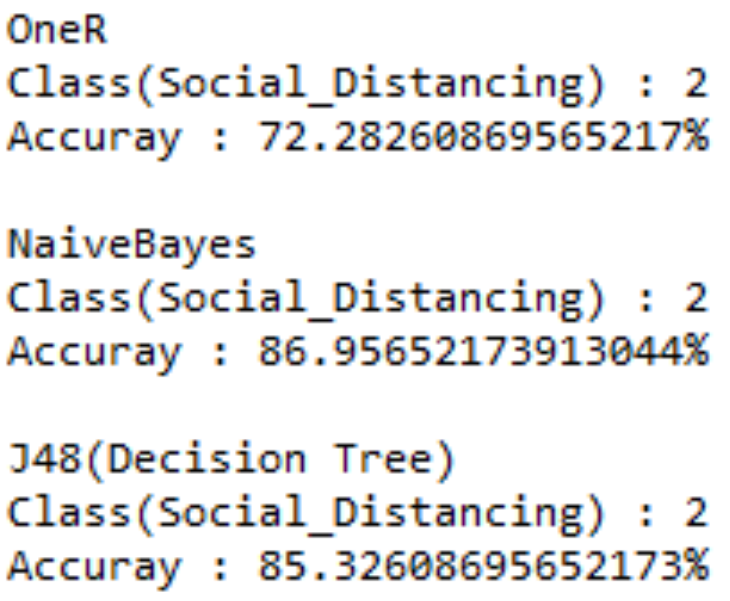 OneR
Class(Social_Distancing) : 2
Accuray : 72.28260869565217%
NaiveBayes
Class(Social_Distancing) : 2
Accuray : 86.95652173913044%
J48(Decision Tree)
Class(Social_Distancing) : 2
Accuray : 85.32608695652173%